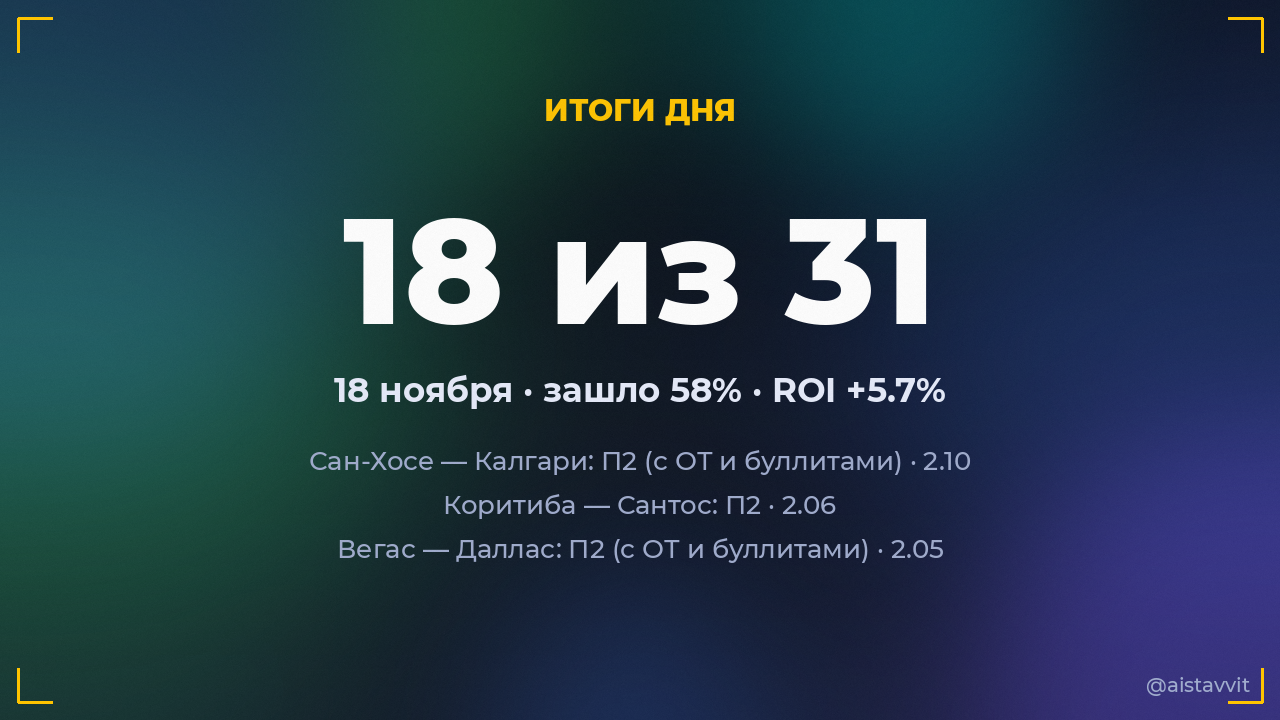 ИТОГИ ДНЯ
18 из 31
18 ноября · зашло 58% · ROI +5.7%
Сан-Хосе — Калгари: П2 (с ОТ и буллитами) · 2.10
Коритиба — Сантос: П2 · 2.06
Вегас — Даллас: П2 (с ОТ и буллитами) · 2.05
@aistavvit